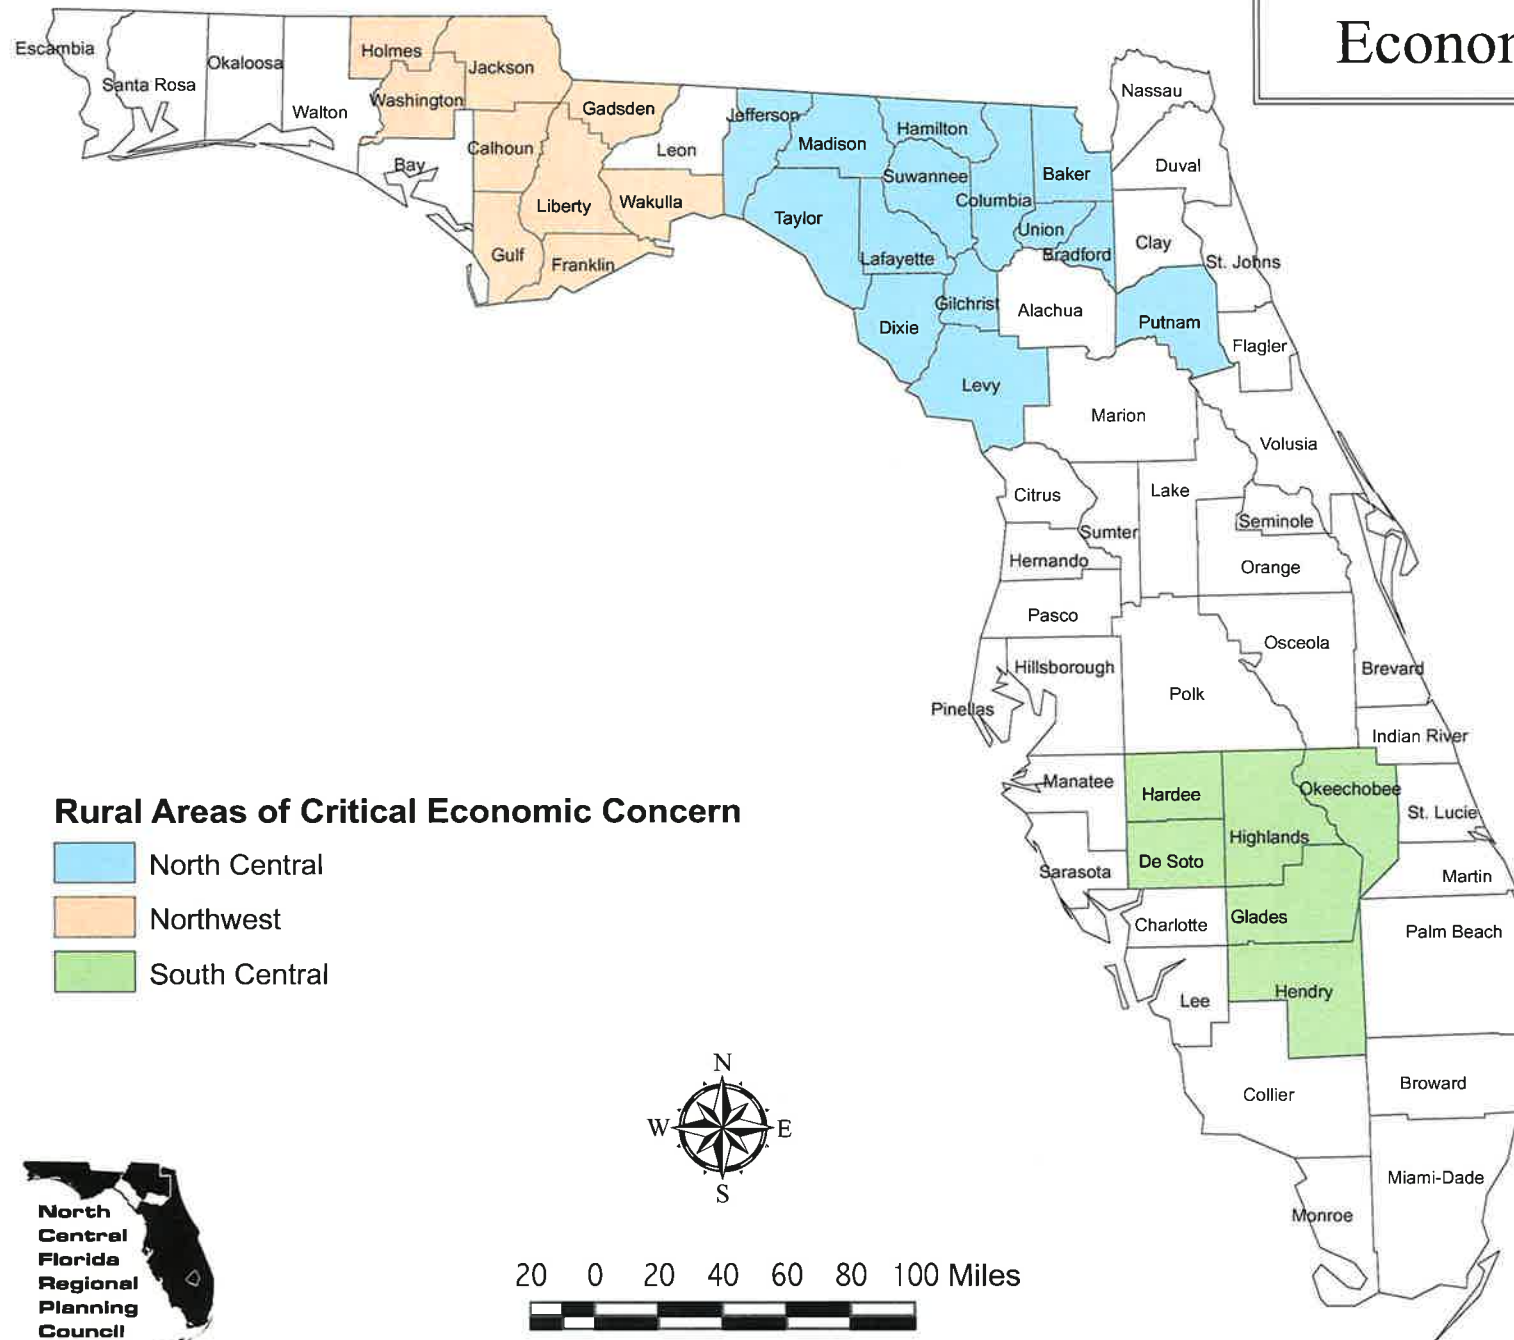 Econom
Escambia
Santa Rosa
Okaloosa
Walton
Holmes
Jackson
Washington
Bay
Calhoun
Gadsden
Leon
Liberty
Wakulla
Gulf
Franklin
Jefferson
Madison
Hamilton
Suwannee
Columbia
Baker
Nassau
Duval
Taylor
Lafayette
Union
Bradford
Clay
St. Johns
Gilchrist
Dixie
Alachua
Putnam
Flagler
Levy
Marion
Volusia
Citrus
Sumter
Lake
Seminole
Hernando
Orange
Pasco
Osceola
Hillsborough
Polk
Brevard
Pinellas
Indian River
Manatee
Hardee
Okeechobee
Highlands
St. Lucie
De Soto
Sarasota
Martin
Charlotte
Glades
Palm Beach
Lee
Hendry
Collier
Broward
Miami-Dade
Monroe
Rural Areas of Critical Economic Concern
North Central
Northwest
South Central
N
W E
S
North
Central
Florida
Regional
Planning
Council
20 0 20 40 60 80 100 Miles